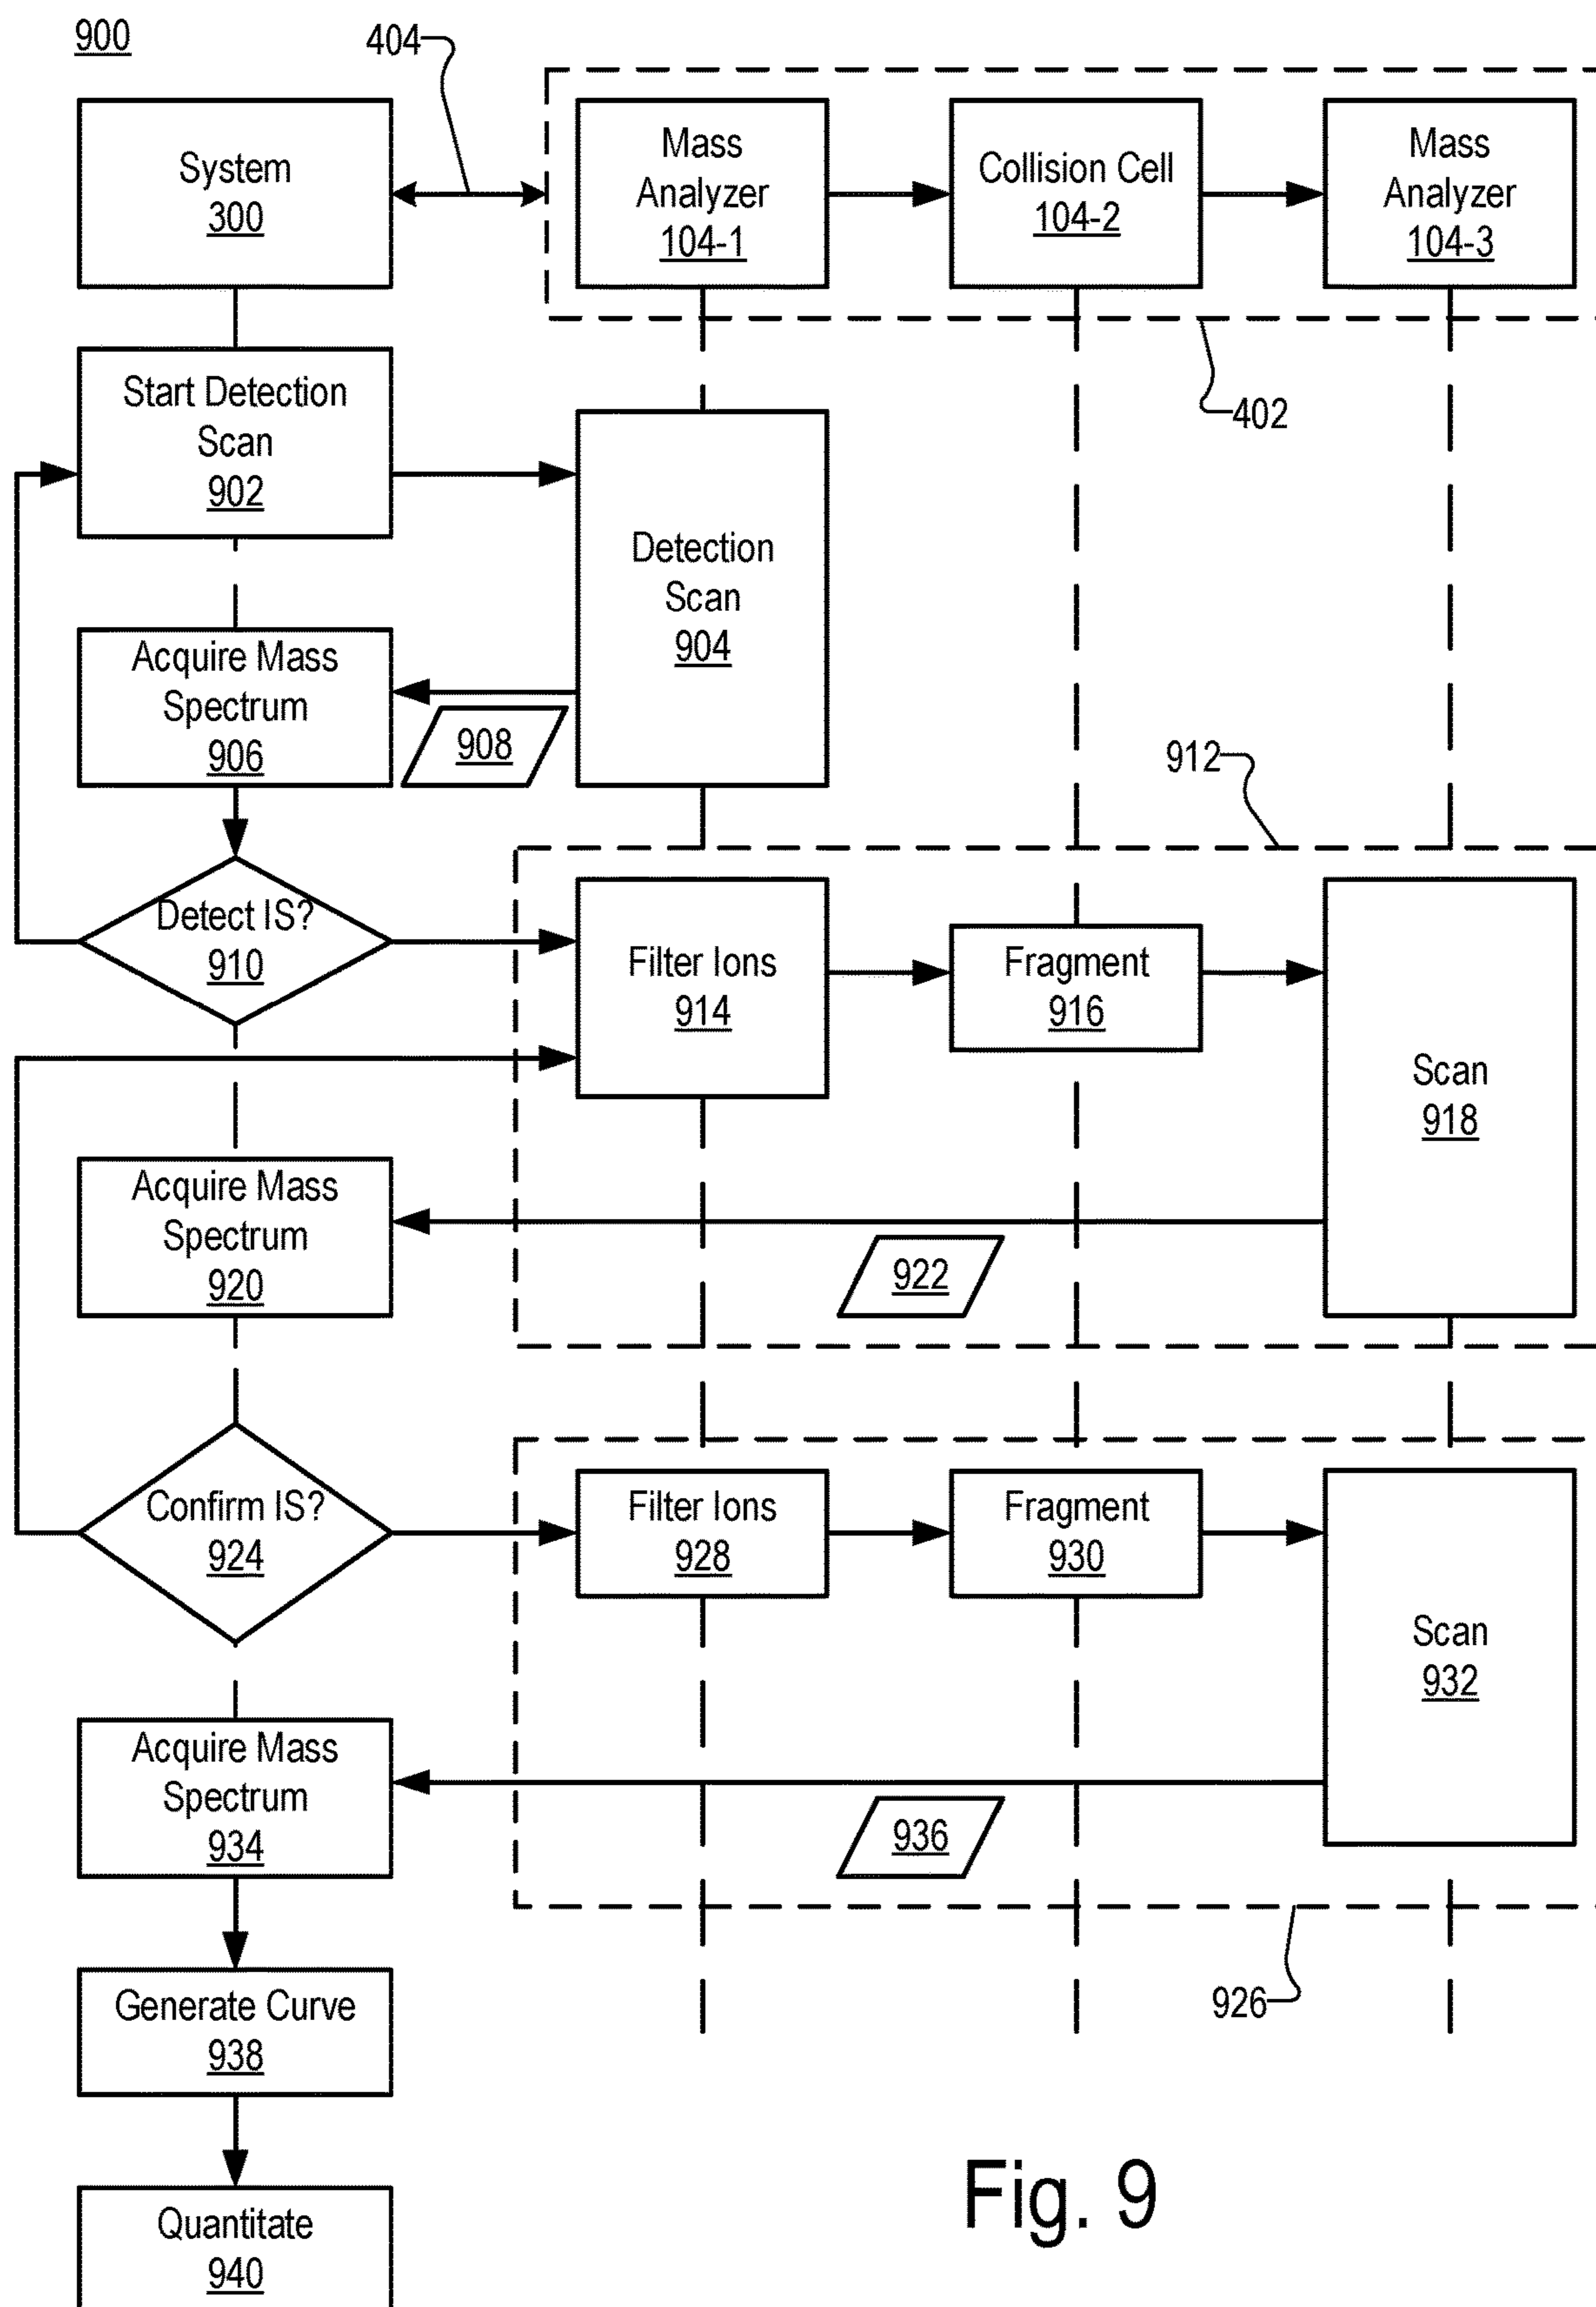 900
404
System
300
Mass
Analyzer
104-1
Collision Cell
104-2
Mass
Analyzer
104-3
402
Start Detection
Scan
902
Detection
Scan
904
Acquire Mass
Spectrum
906
908
912
Detect IS?
910
Filter Ions
914
Fragment
916
Scan
918
Acquire Mass
Spectrum
920
922
Confirm IS?
924
Filter Ions
928
Fragment
930
Scan
932
Acquire Mass
Spectrum
934
936
926
Generate Curve
938
Quantitate
940
Fig. 9